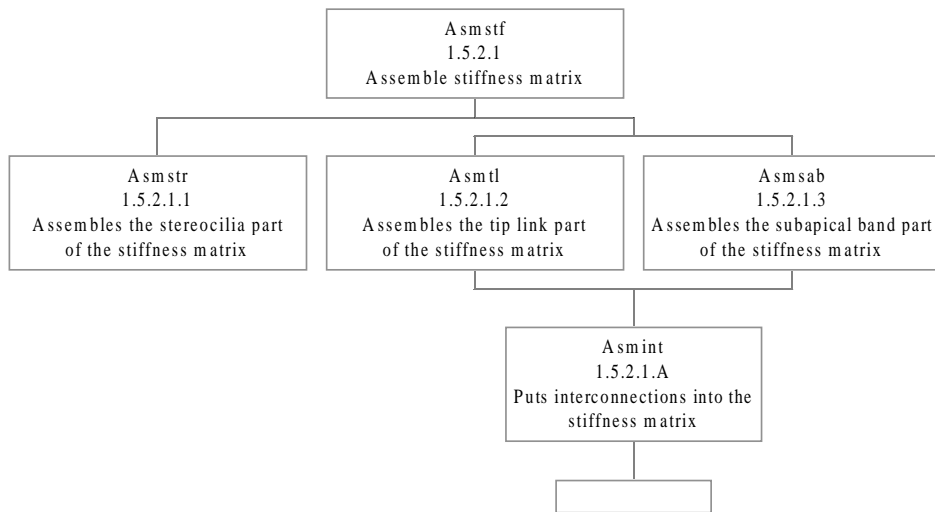 Asmstf
1.5.2.1
Assemble stiffness matrix
Asmstr
1.5.2.1.1
Assembles the stereocilia part
of the stiffness matrix
Asmtl
1.5.2.1.2
Assembles the tip link part
of the stiffness matrix
Asmsab
1.5.2.1.3
Assembles the subapical band part
of the stiffness matrix
Asmint
1.5.2.1.A
Puts interconnections into the
stiffness matrix